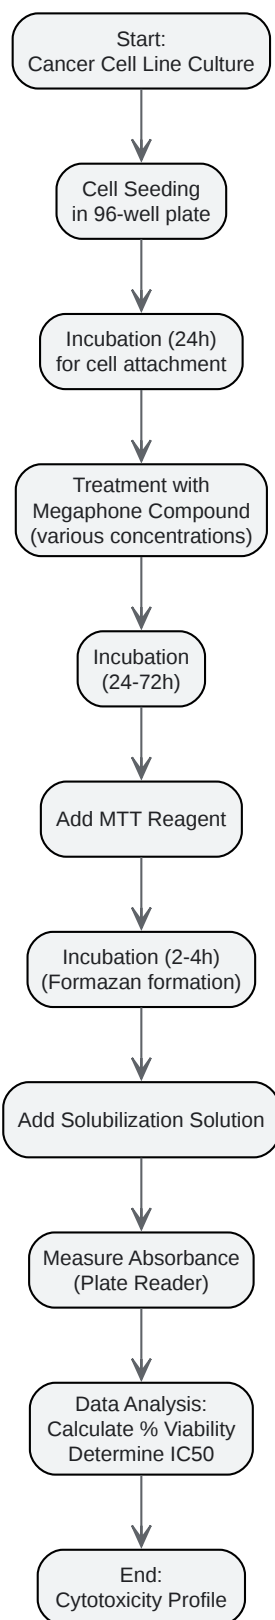 Start:
Cancer Cell Line Culture
Cell Seeding
in 96-well plate
Incubation (24h)
for cell attachment
Treatment with
Megaphone Compound
(various concentrations)
Incubation
(24-72h)
Add MTT Reagent
Incubation (2-4h)
(Formazan formation)
Add Solubilization Solution
Measure Absorbance
(Plate Reader)
Data Analysis:
Calculate % Viability
Determine IC50
End:
Cytotoxicity Profile